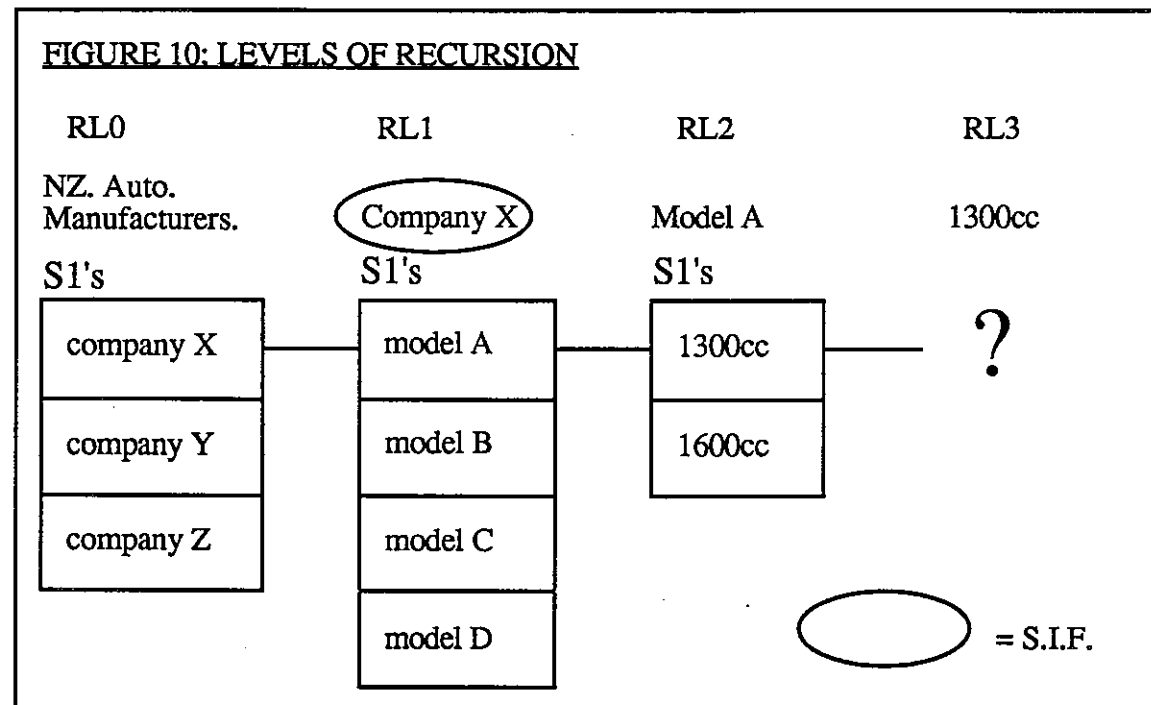 FIGURE 10: LEVELS OF RECURSION
RL0 RL1 RL2 RL3
NZ. Auto.
Manufacturers. Company X Model A 1300cc
S1's S1's S1's
company X model A 1300cc ?
company Y model B 1600cc
company Z model C
model D = S.I.F.